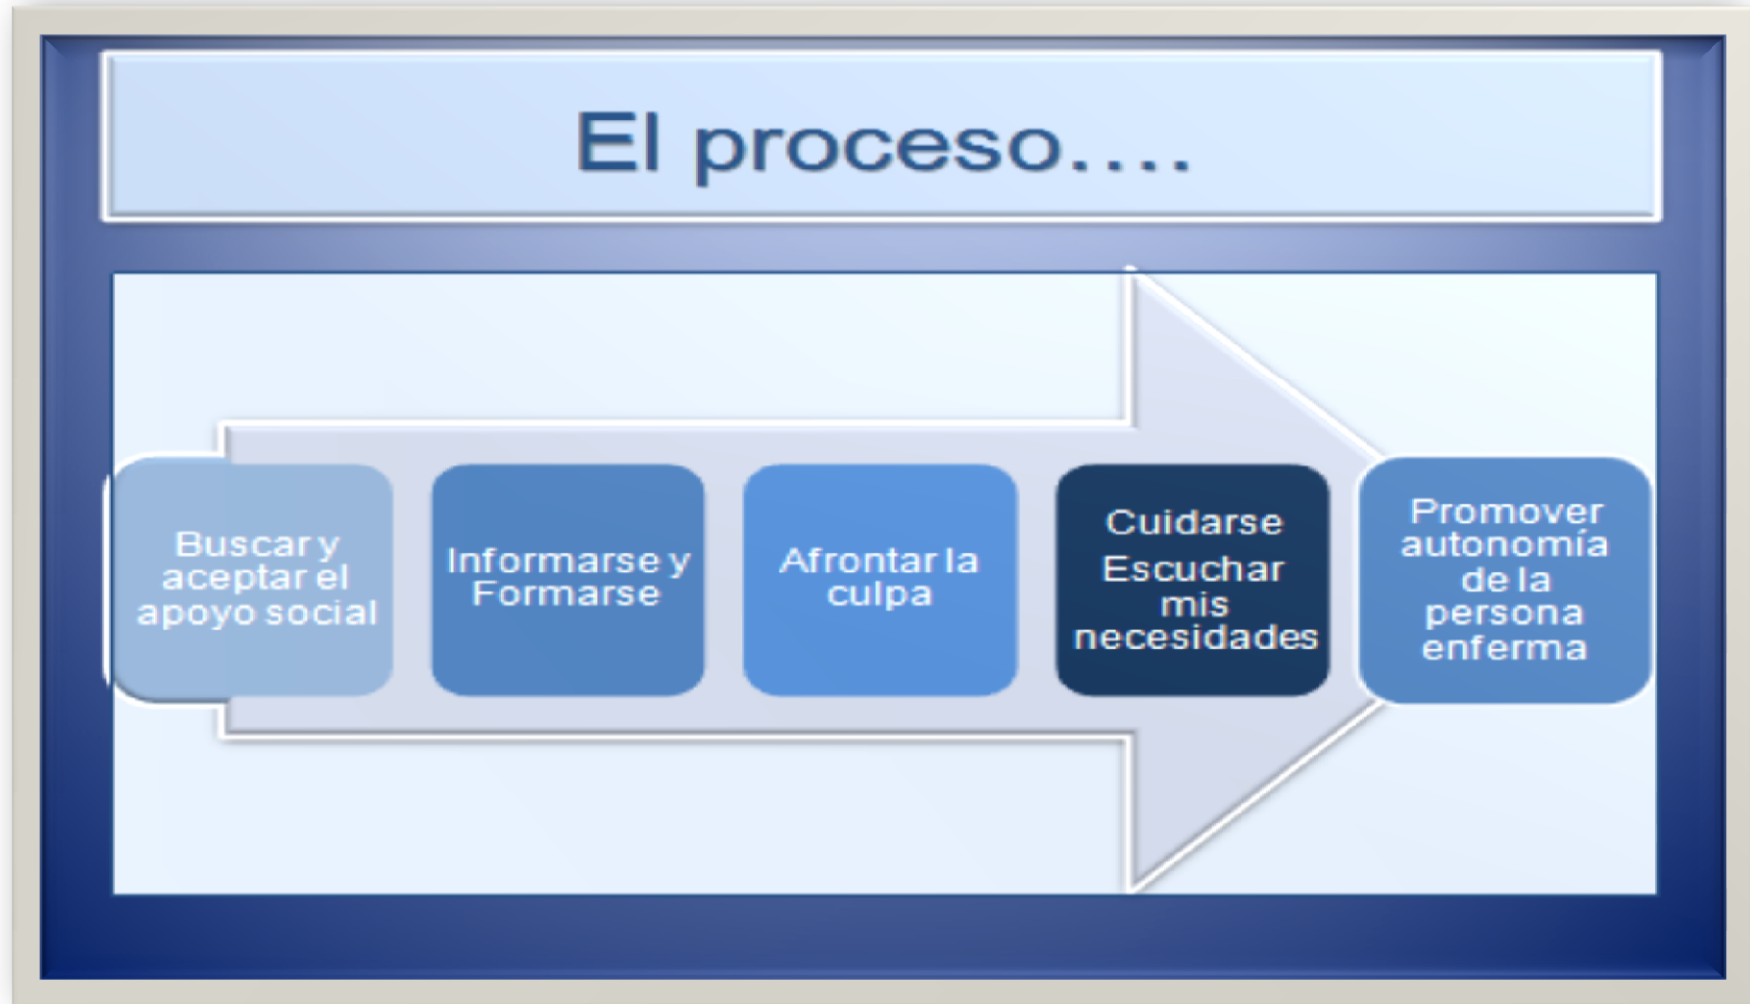 El proceso....
Buscar y
aceptar el
apoyo social
Informarse y
Formarse
Afrontar la
culpa
Cuidarse
Escuchar
mis
necesidades
Promover
autonomía
de la
persona
enferma